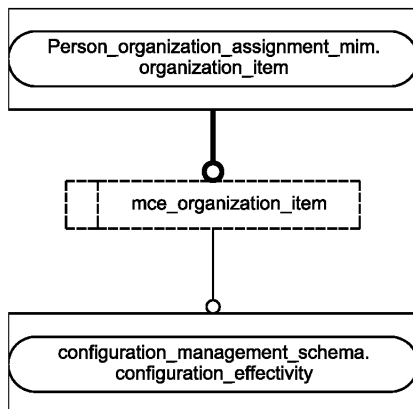 Person_organization_assignment_mim.
organization_item
mce_organization_item
configuration_management_schema.
configuration_effectivity